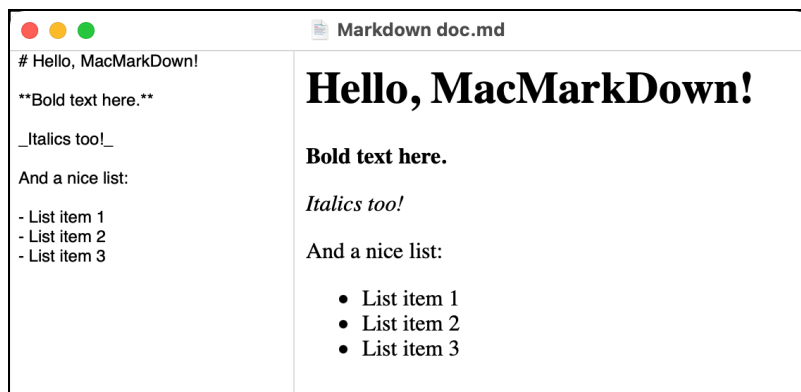 Markdown doc.md
# Hello, MacMarkDown!
**Bold text here.**
_Italics too!_
And a nice list:
- List item 1
- List item 2
- List item 3
Hello, MacMarkDown!
Bold text here.
Italics too!
And a nice list:
• List item 1
• List item 2
• List item 3